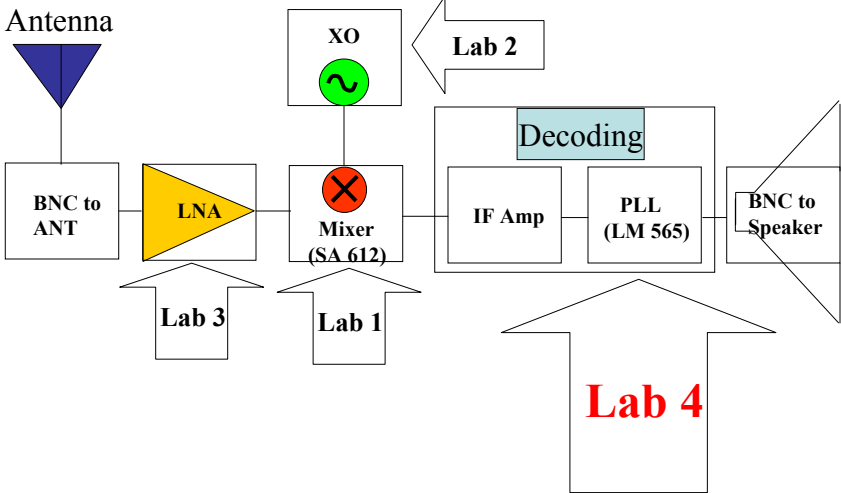 Antenna
XO
Lab 2
Decoding
BNC to
ANT
LNA
Mixer
(SA 612)
IF Amp
PLL
(LM 565)
BNC to
Speaker
Lab 3
Lab 1
Lab 4